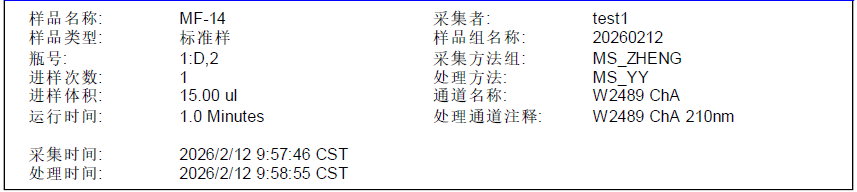 样品名称: MF-14 采集者: test1
样品类型: 标准样 样品组名称: 20260212
瓶号: 1:D,2 采集方法组: MS_ZHENG
进样次数: 1 处理方法: MS_YY
进样体积: 15.00 ul 通道名称: W2489 ChA
运行时间: 1.0 Minutes 处理通道注释: W2489 ChA 210nm
采集时间: 2026/2/12 9:57:46 CST
处理时间: 2026/2/12 9:58:55 CST